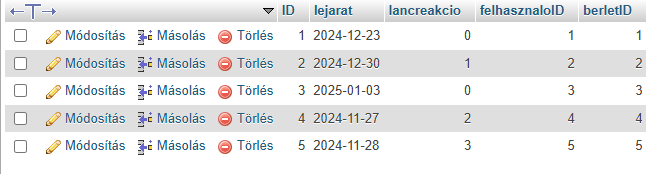 ID lejarat lancreakcio felhasznaloID berletID
Módosítás Másolás Törlés 1 2024-12-23 0 1 1
Módosítás Másolás Törlés 2 2024-12-30 1 2 2
Módosítás Másolás Törlés 3 2025-01-03 0 3 3
Módosítás Másolás Törlés 4 2024-11-27 2 4 4
Módosítás Másolás Törlés 5 2024-11-28 3 5 5